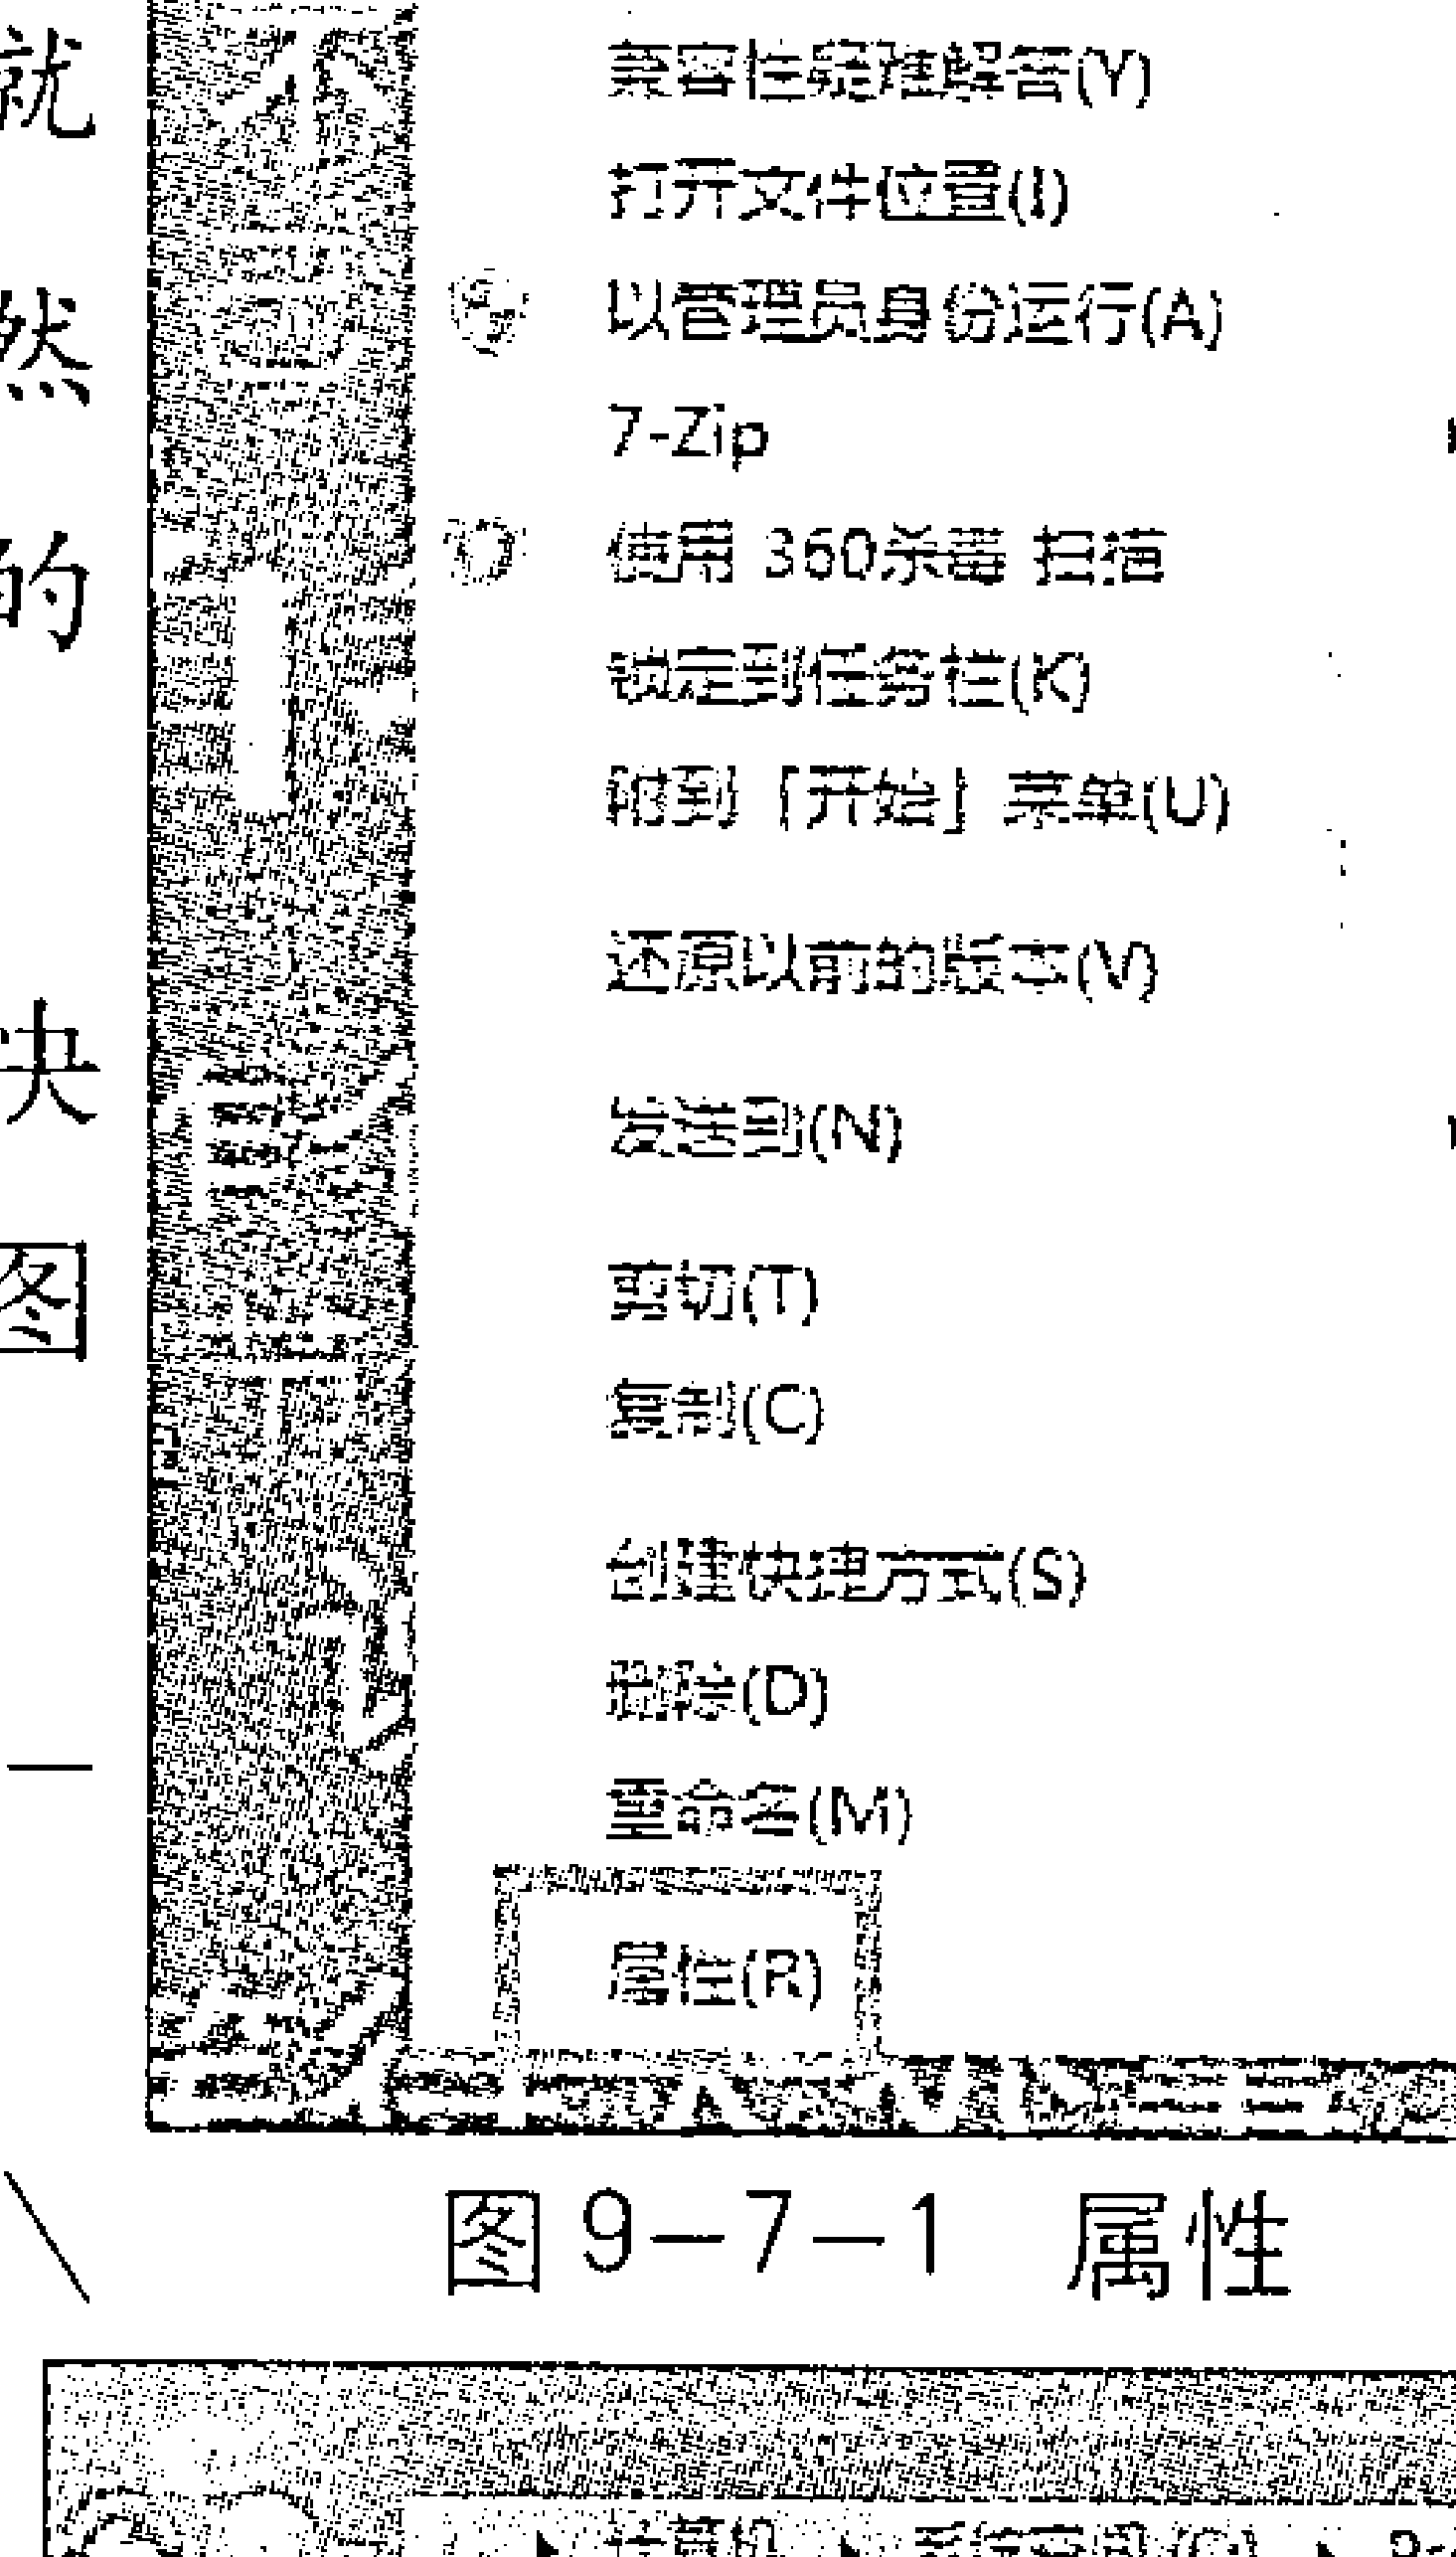 就
兼容性疑难解答(Y)
打开文件位置(I)
然
以管理员身份运行(A)
7-Zip
的
使用 360杀毒 扫描
锁定到任务栏(K)
附到「开始」菜单(U)
还原以前的版本(V)
快
发送到(N)
图
剪切(T)
复制(C)
创建快捷方式(S)
删除(D)
一
重命名(M)
属性(R)
图9-7-1 属性